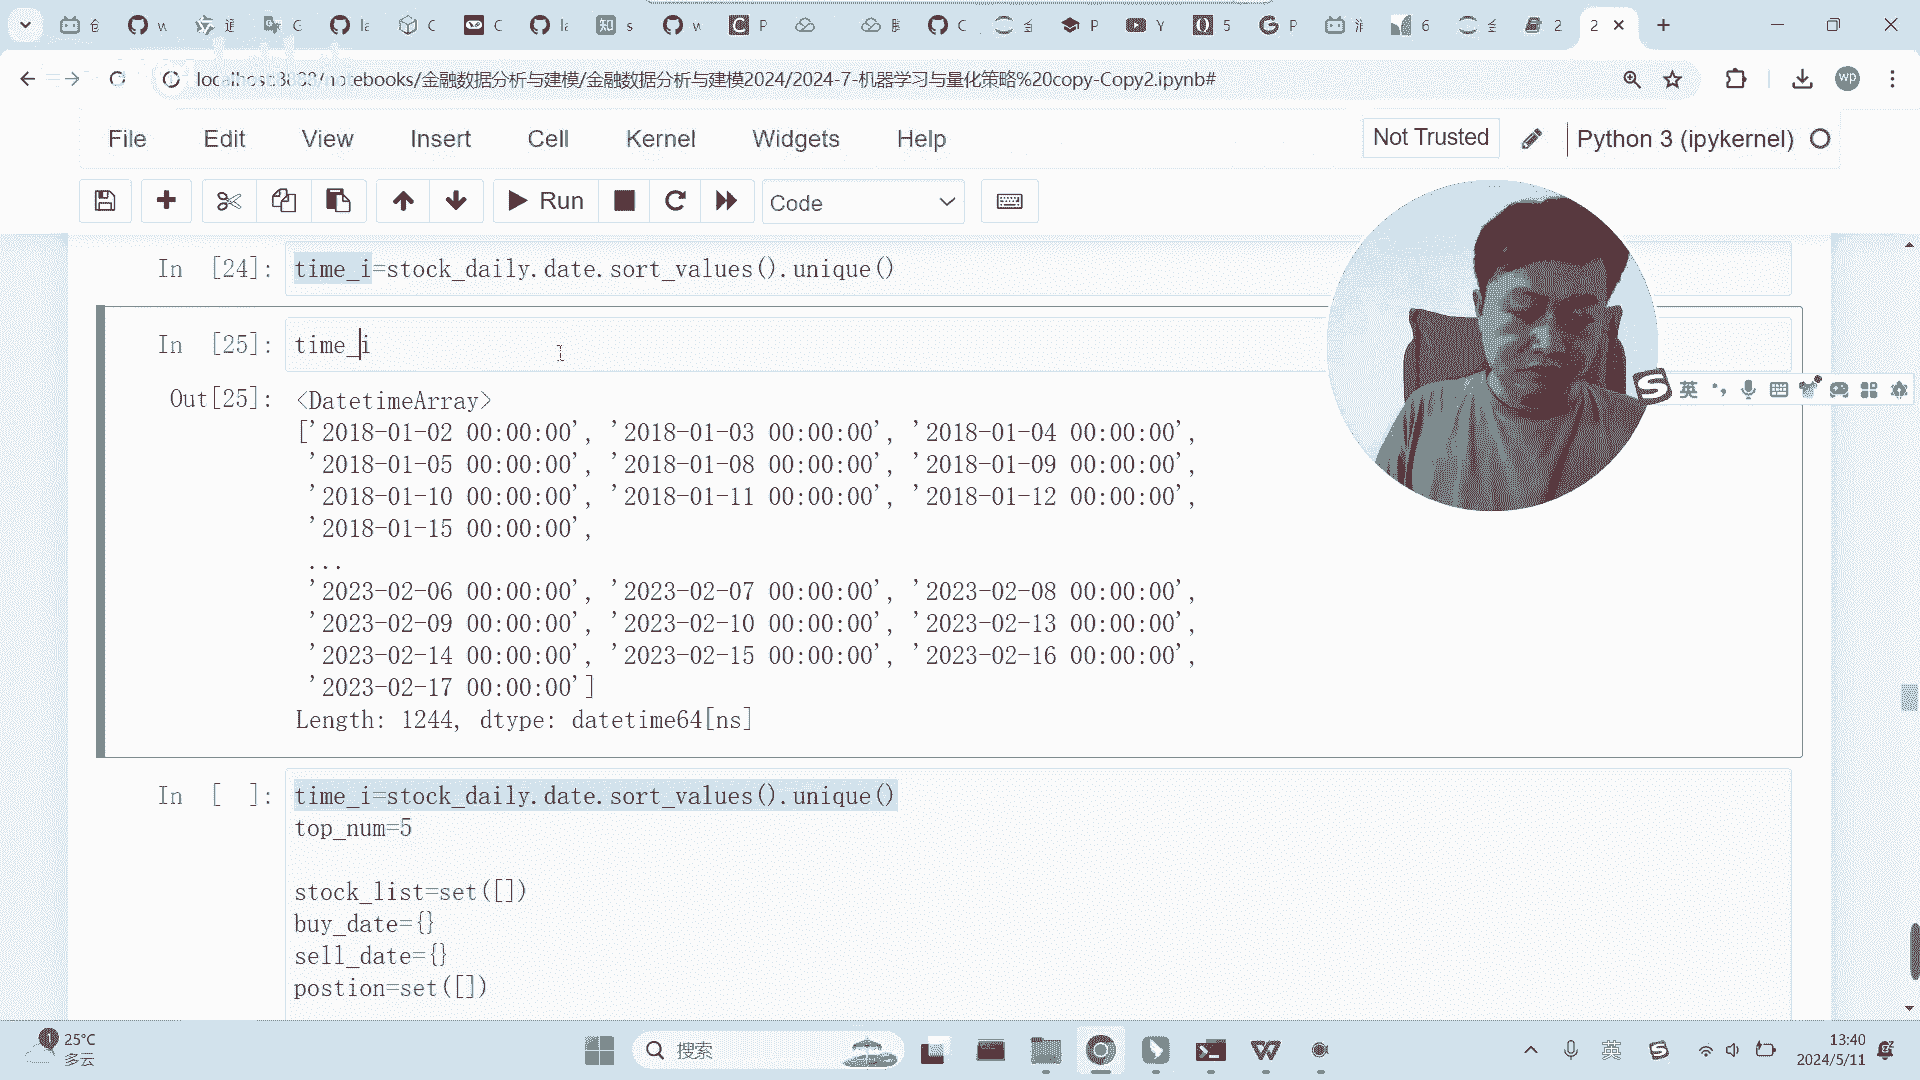 localhost:8888/notebooks/金融数据分析与建模/金融数据分析与建模2024/2024-7-机器学习与量化策略%20copy-Copy2.ipynb#
wp
File Edit View Insert Cell Kernel Widgets Help
Not Trusted
Python 3 (ipykernel)
Run
Code
In [24]: time_i=stock_daily.date.sort_values().unique()
In [25]: time_i
Out[25]: <DatetimeArray>
['2018-01-02 00:00:00', '2018-01-03 00:00:00', '2018-01-04 00:00:00',
'2018-01-05 00:00:00', '2018-01-08 00:00:00', '2018-01-09 00:00:00',
'2018-01-10 00:00:00', '2018-01-11 00:00:00', '2018-01-12 00:00:00',
'2018-01-15 00:00:00',
...
'2023-02-06 00:00:00', '2023-02-07 00:00:00', '2023-02-08 00:00:00',
'2023-02-09 00:00:00', '2023-02-10 00:00:00', '2023-02-13 00:00:00',
'2023-02-14 00:00:00', '2023-02-15 00:00:00', '2023-02-16 00:00:00',
'2023-02-17 00:00:00']
Length: 1244, dtype: datetime64[ns]
英
In [ ]: time_i=stock_daily.date.sort_values().unique()
top_num=5
stock_list=set([])
buy_date={}
sell_date={}
postion=set([])
25°C
多云
搜索
英
13:40
2024/5/11